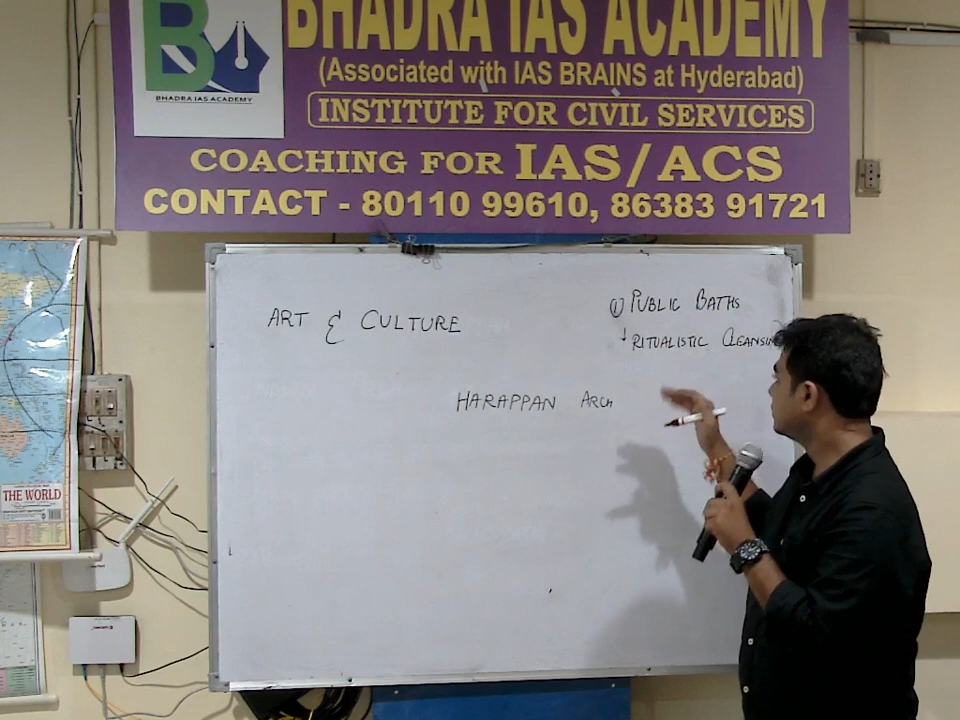 BHADRA IAS ACADEMY
BHADRA IAS ACADEMY
(Associated with IAS BRAINS at Hyderabad)
INSTITUTE FOR CIVIL SERVICES
COACHING FOR IAS/ACS
CONTACT - 80110 99610, 86383 91721
ART & CULTURE
(i) PUBLIC BATHS
↓ RITUALISTIC CLEANSING
HARAPPAN ARCH
THE WORLD